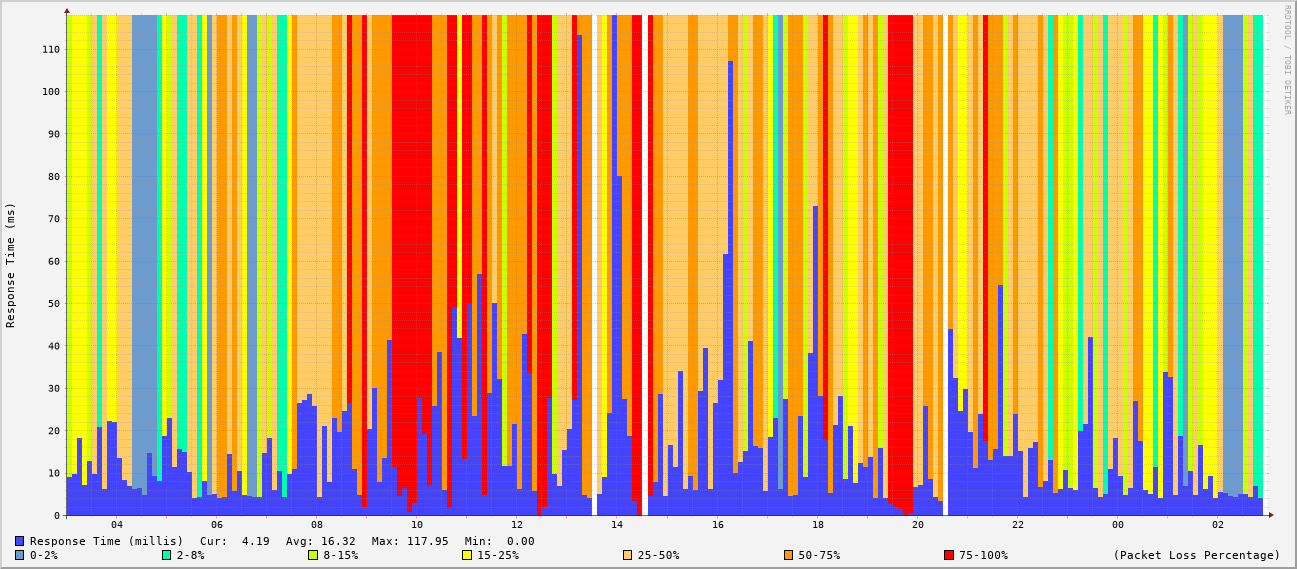 RRDTOOL / TOBI OETIKER
Response Time (ms)
110
100
90
80
70
60
50
40
30
20
10
0
04 06 08 10 12 14 16 18 20 22 00 02
Response Time (millis) Cur: 4.19 Avg: 16.32 Max: 117.95 Min: 0.00
0-2% 2-8% 8-15% 15-25% 25-50% 50-75% 75-100% (Packet Loss Percentage)